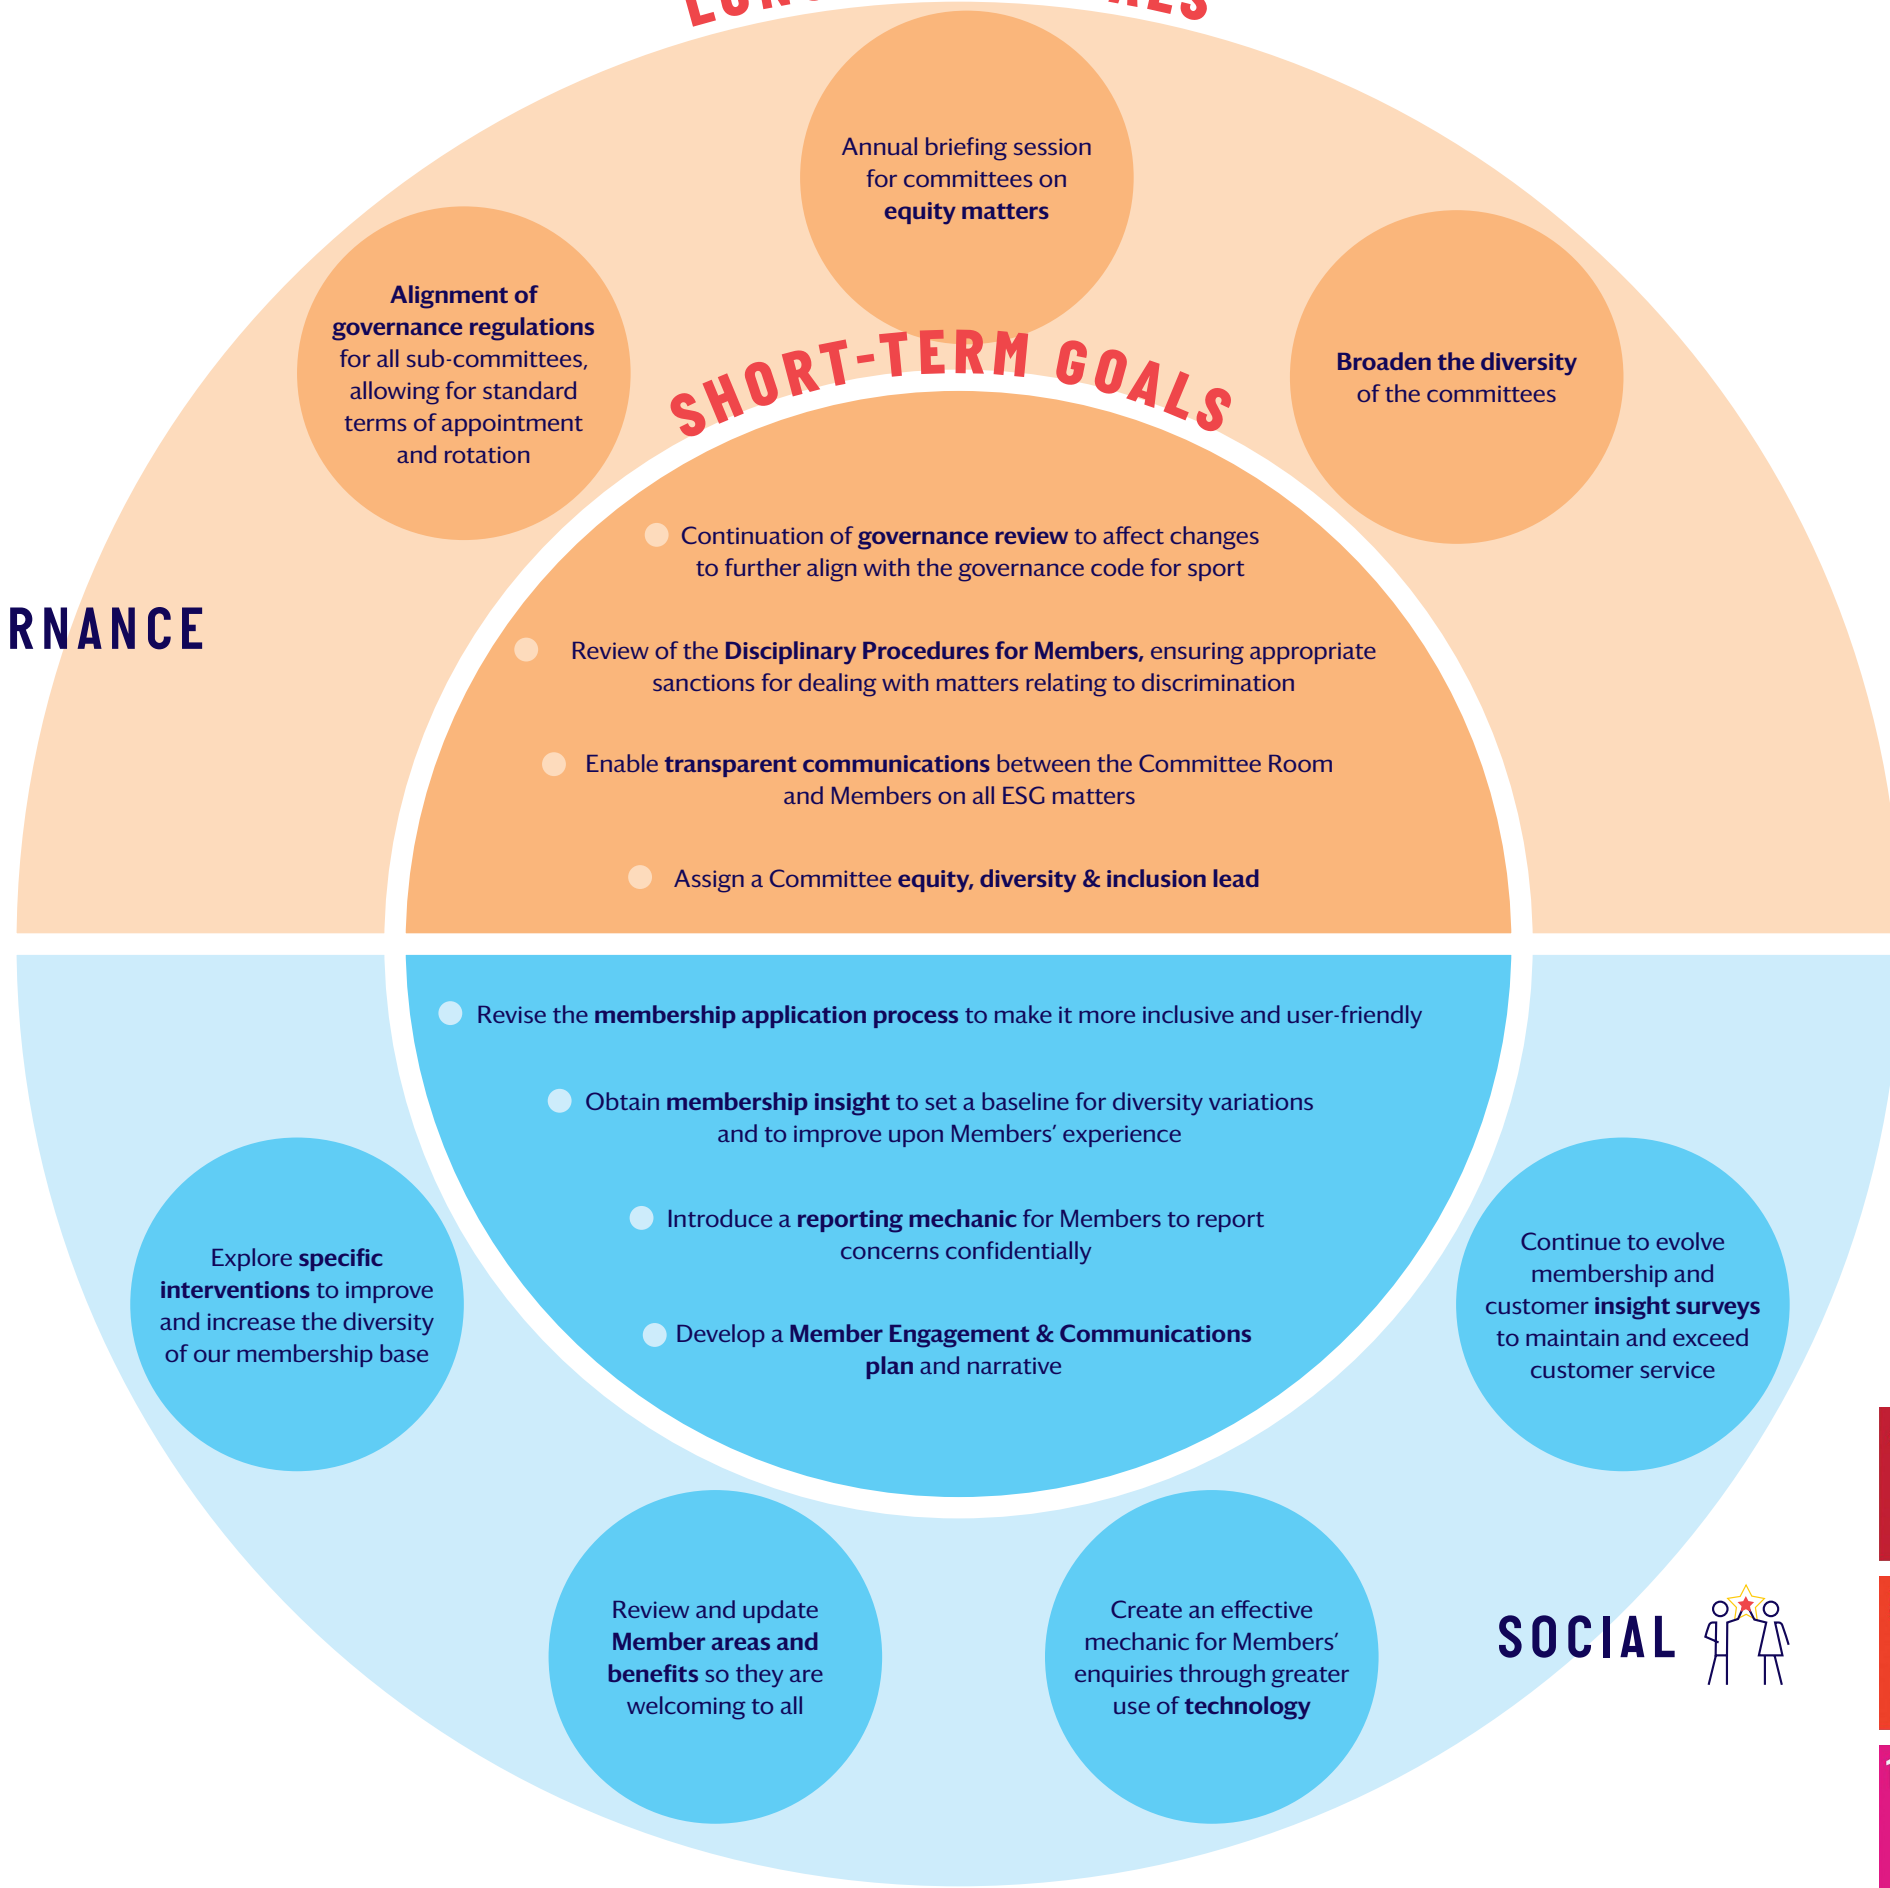 Annual briefing session
for committees on
equity matters
Alignment of
governance regulations
for all sub-committees,
allowing for standard
terms of appointment
and rotation
Broaden the diversity
of the committees
SHORT-TERM GOALS
Continuation of governance review to affect changes
to further align with the governance code for sport
RNANCE
Review of the Disciplinary Procedures for Members, ensuring appropriate
sanctions for dealing with matters relating to discrimination
Enable transparent communications between the Committee Room
and Members on all ESG matters
Assign a Committee equity, diversity & inclusion lead
Revise the membership application process to make it more inclusive and user-friendly
Obtain membership insight to set a baseline for diversity variations
and to improve upon Members’ experience
Introduce a reporting mechanic for Members to report
concerns confidentially
Develop a Member Engagement & Communications
plan and narrative
Explore specific
interventions to improve
and increase the diversity
of our membership base
Continue to evolve
membership and
customer insight surveys
to maintain and exceed
customer service
Review and update
Member areas and
benefits so they are
welcoming to all
Create an effective
mechanic for Members’
enquiries through greater
use of technology
SOCIAL